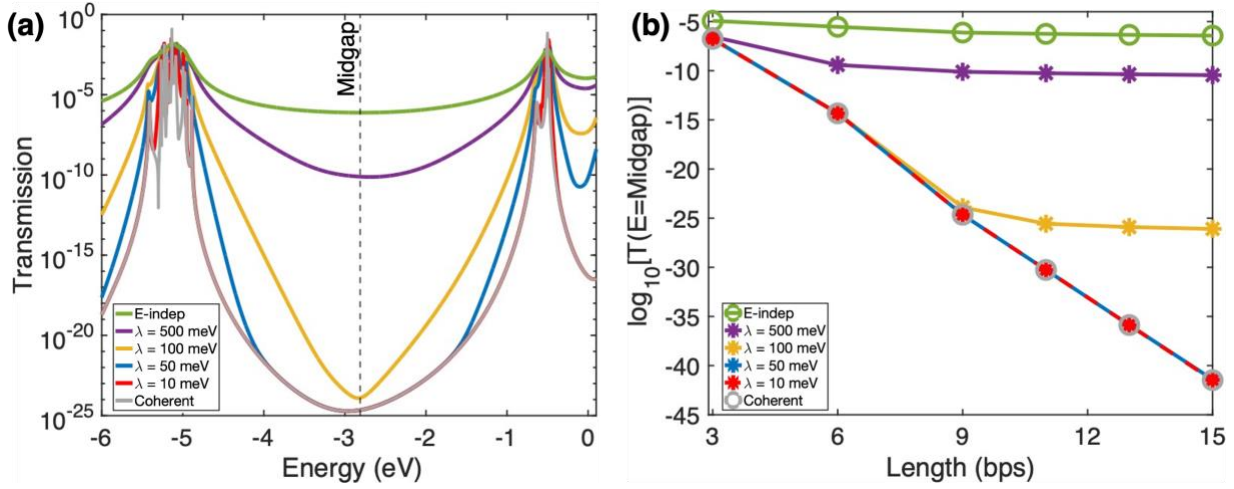 (a)
10^0
10^-5
10^-10
10^-15
10^-20
10^-25
Transmission
Midgap
E-indep
λ = 500 meV
λ = 100 meV
λ = 50 meV
λ = 10 meV
Coherent
-6 -5 -4 -3 -2 -1 0
Energy (eV)
(b)
-5
-10
-15
-20
-25
-30
-35
-40
-45
log_10[T(E=Midgap)]
E-indep
λ = 500 meV
λ = 100 meV
λ = 50 meV
λ = 10 meV
Coherent
3 6 9 12 15
Length (bps)